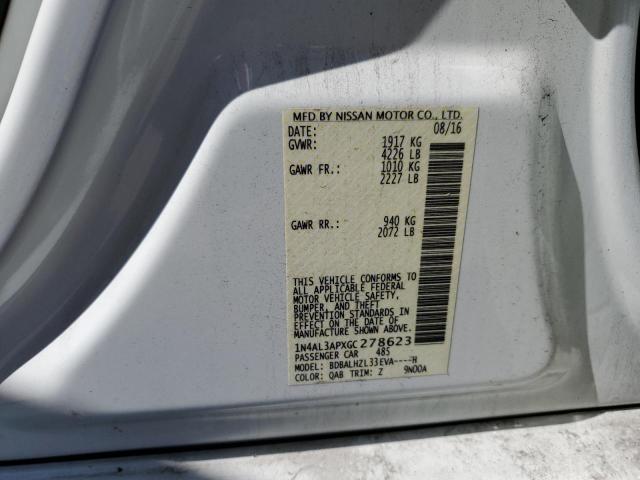 MFD BY NISSAN MOTOR CO., LTD.
DATE: 08/16
GVWR: 1917 KG
4226 LB
GAWR FR.: 1010 KG
2227 LB
GAWR RR.: 940 KG
2072 LB
THIS VEHICLE CONFORMS TO
ALL APPLICABLE FEDERAL
MOTOR VEHICLE SAFETY,
BUMPER, AND THEFT
PREVENTION STANDARDS IN
EFFECT ON THE DATE OF
MANUFACTURE SHOWN ABOVE.
1N4AL3APXGC278623
PASSENGER CAR 485
MODEL: BDBALHZL33EVA----H
COLOR: QAB TRIM: Z 9N00A